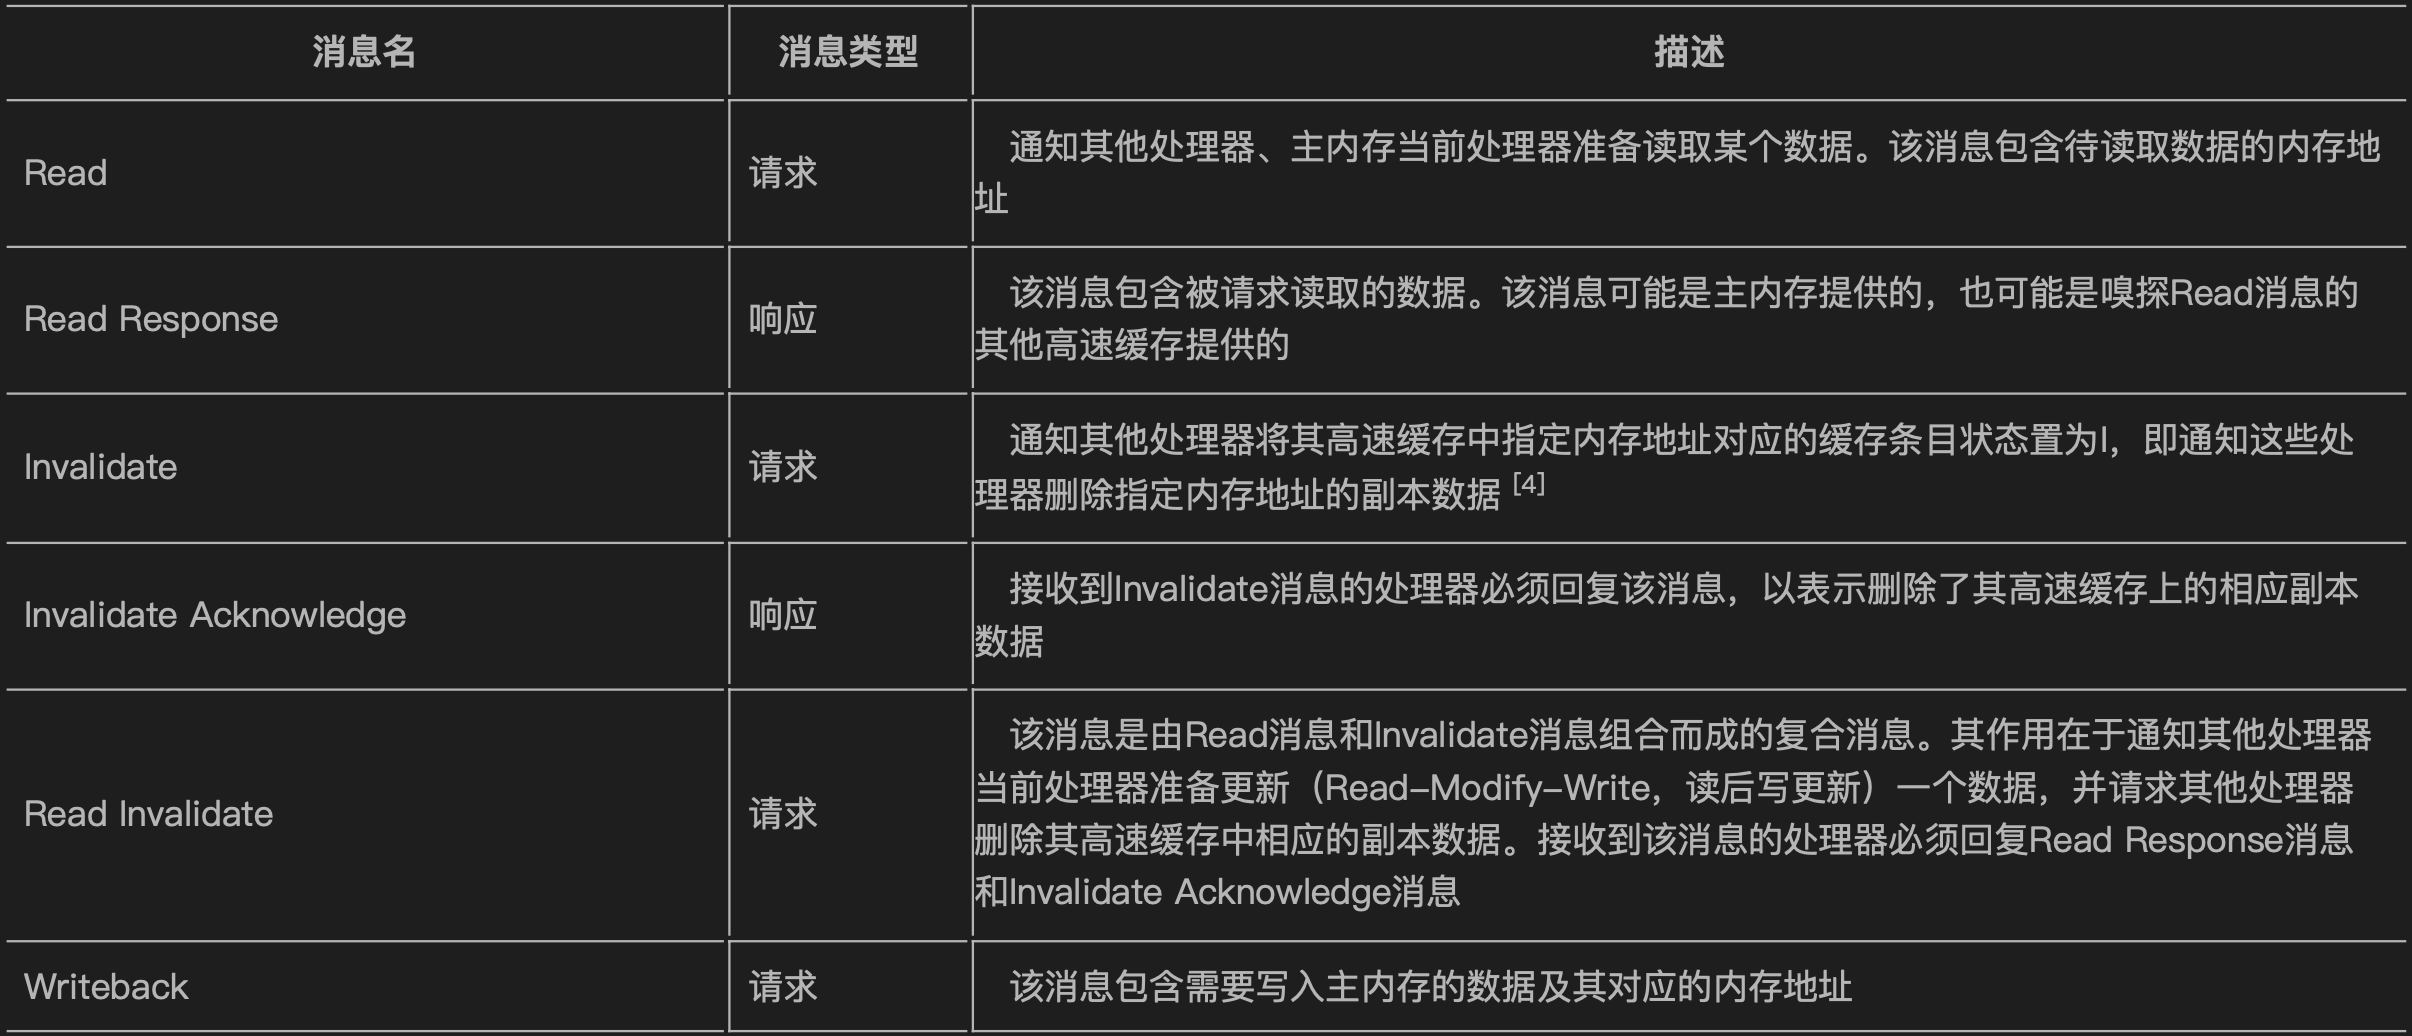 消息名 消息类型 描述
Read 请求 通知其他处理器、主内存当前处理器准备读取某个数据。该消息包含待读取数据的内存地
址
Read Response 响应 该消息包含被请求读取的数据。该消息可能是主内存提供的，也可能是嗅探Read消息的
其他高速缓存提供的
Invalidate 请求 通知其他处理器将其高速缓存中指定内存地址对应的缓存条目状态置为I，即通知这些处
理器删除指定内存地址的副本数据 [4]
Invalidate Acknowledge 响应 接收到Invalidate消息的处理器必须回复该消息，以表示删除了其高速缓存上的相应副本
数据
Read Invalidate 请求 该消息是由Read消息和Invalidate消息组合而成的复合消息。其作用在于通知其他处理器
当前处理器准备更新（Read-Modify-Write，读后写更新）一个数据，并请求其他处理器
删除其高速缓存中相应的副本数据。接收到该消息的处理器必须回复Read Response消息
和Invalidate Acknowledge消息
Writeback 请求 该消息包含需要写入主内存的数据及其对应的内存地址